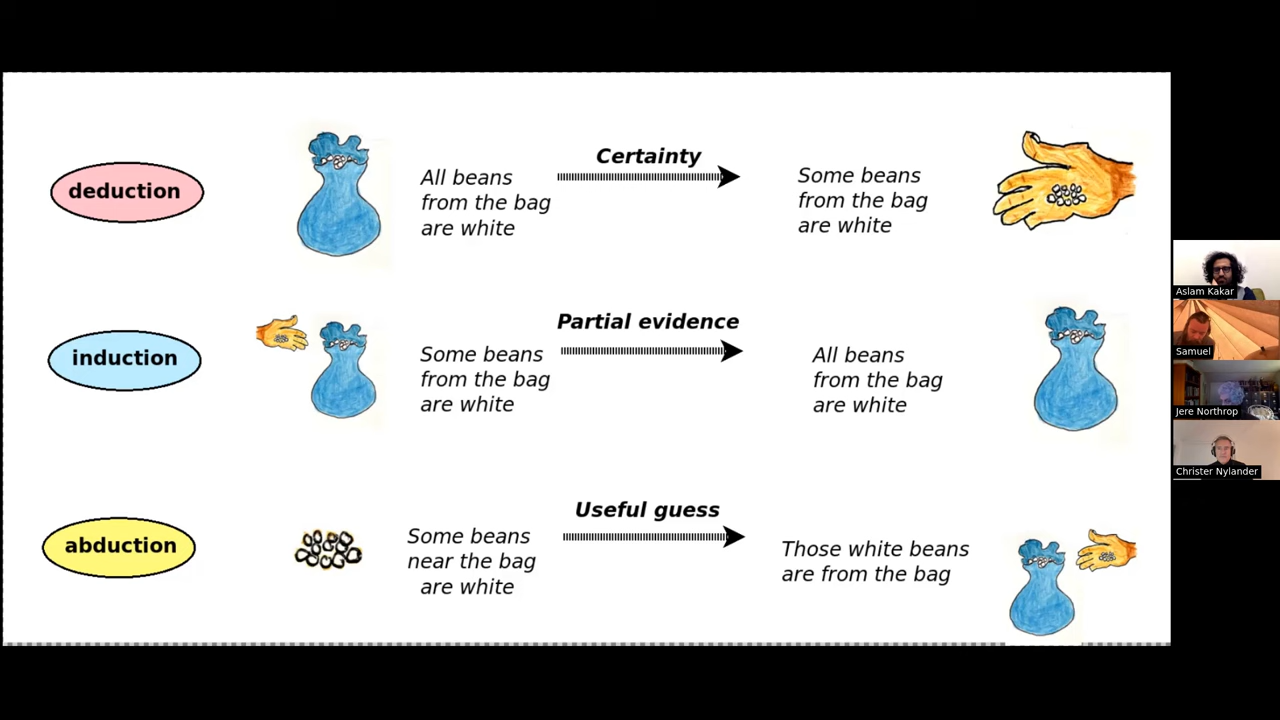 deduction
All beans
from the bag
are white
Certainty
Some beans
from the bag
are white
induction
Some beans
from the bag
are white
Partial evidence
All beans
from the bag
are white
abduction
Some beans
near the bag
are white
Useful guess
Those white beans
are from the bag
Aslam Kakar
Samuel
Jere Northrop
Christer Nylander